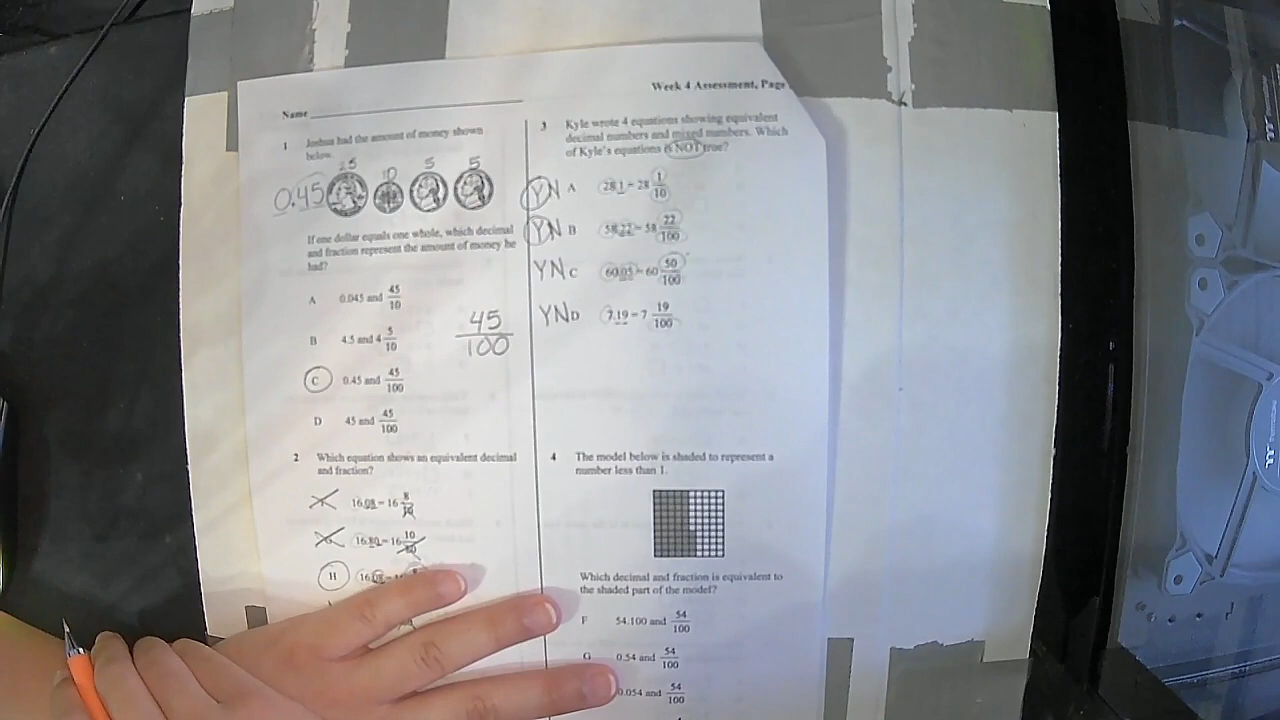 Week 4 Assessment, Page
Name
1 Joshua had the amount of money shown
below.
25 10 5 5
0.45
If one dollar equals one whole, which decimal
and fraction represent the amount of money he
had?
A 0.045 and 45/10
B 4.5 and 4 5/10
45/100
C 0.45 and 45/100
D 45 and 45/100
2 Which equation shows an equivalent decimal
and fraction?
16.08 = 16 8/10
16.80 = 16 10/80
H 16.08
3 Kyle wrote 4 equations showing equivalent
decimal numbers and mixed numbers. Which
of Kyle's equations is NOT true?
YN A 28.1 = 28 1/10
YN B 58.22 = 58 22/100
YN C 60.05 = 60 50/100
YN D 7.19 = 7 19/100
4 The model below is shaded to represent a
number less than 1.
Which decimal and fraction is equivalent to
the shaded part of the model?
F 54.100 and 54/100
G 0.54 and 54/100
0.054 and 54/100